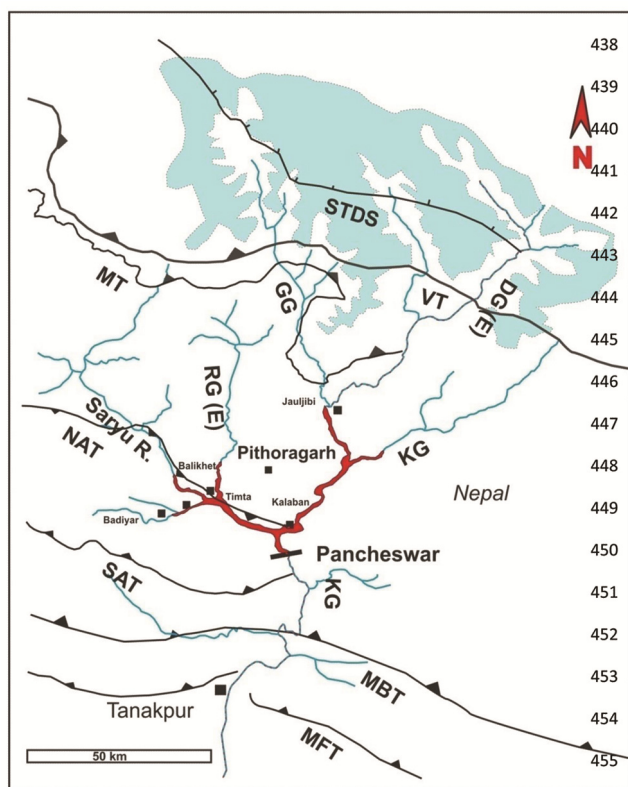 438
439
440
N
441
442
STDS
443
MT
GG
VT
DG (E)
444
445
RG (E)
446
Jauljibi
Saryu R.
447
NAT
Pithoragarh
KG
448
Balikhet
Timta
Kalaban
Nepal
449
Badiyar
Pancheswar
450
SAT
KG
451
452
MBT
453
Tanakpur
454
MFT
50 km
455